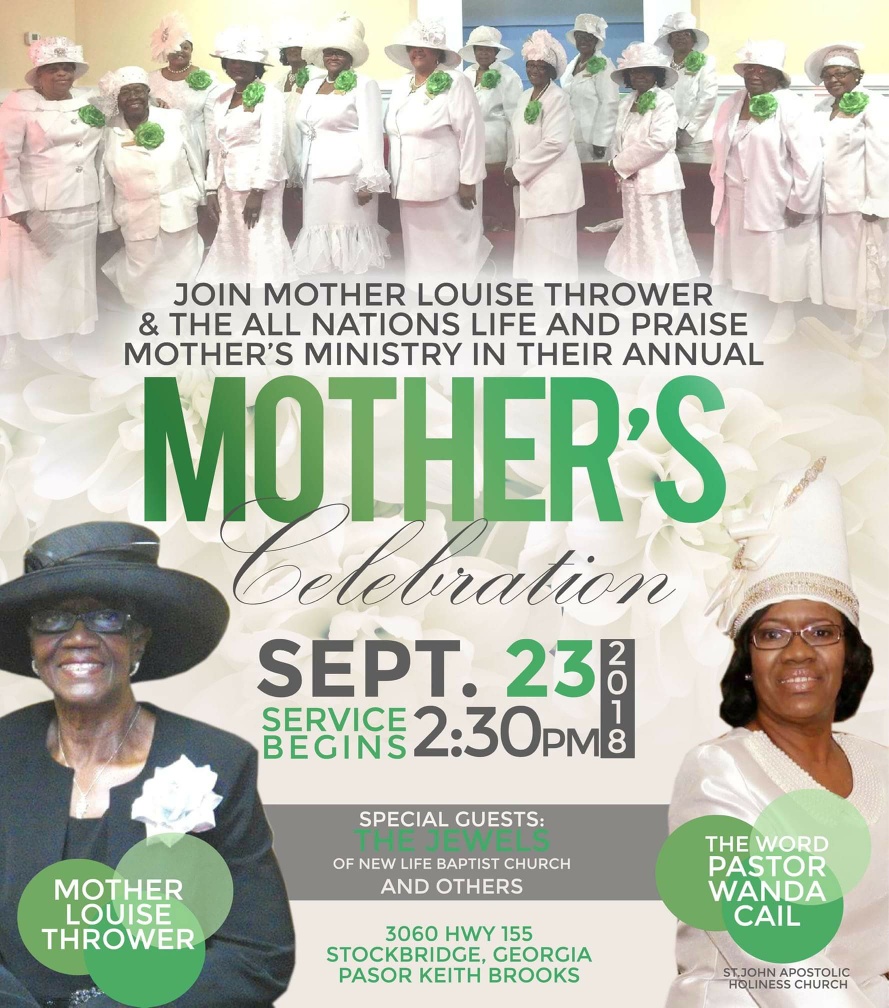 JOIN MOTHER LOUISE THROWER
& THE ALL NATIONS LIFE AND PRAISE
MOTHER'S MINISTRY IN THEIR ANNUAL
MOTHER'S
Celebration
SEPT. 23 2018
SERVICE BEGINS 2:30PM
SPECIAL GUESTS:
THE JEWELS
OF NEW LIFE BAPTIST CHURCH
AND OTHERS
MOTHER
LOUISE
THROWER
THE WORD
PASTOR
WANDA
CAIL
ST.JOHN APOSTOLIC
HOLINESS CHURCH
3060 HWY 155
STOCKBRIDGE, GEORGIA
PASOR KEITH BROOKS